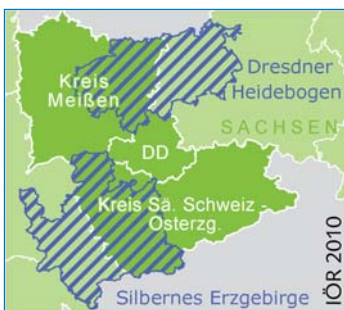 Kreis
Meißen
Dresdner
Heidebogen
SACHSEN
DD
Kreis Sä. Schweiz -
Osterzg.
Silbernes Erzgebirge
IÖR 2010